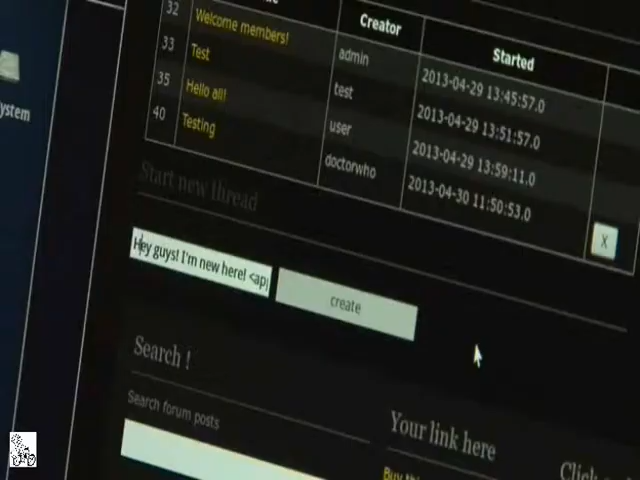 Creator
Started
32 Welcome members! admin 2013-04-29 13:45:57.0
33 Test test 2013-04-29 13:51:57.0
35 Hello all! user 2013-04-29 13:59:11.0
40 Testing doctorwho 2013-04-30 11:50:53.0
X
Start new thread
Hey guys! I'm new here! <ap
create
Search !
Search forum posts
Your link here
Buy
Click